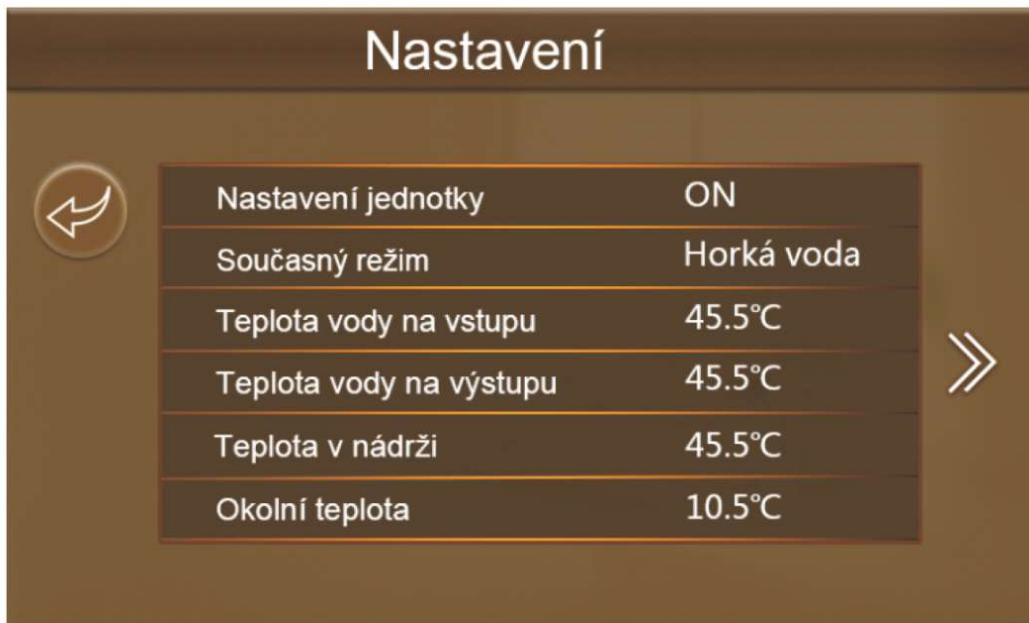 Nastavení
Nastavení jednotky ON
Současný režim Horká voda
Teplota vody na vstupu 45.5℃
Teplota vody na výstupu 45.5℃
Teplota v nádrži 45.5℃
Okolní teplota 10.5℃